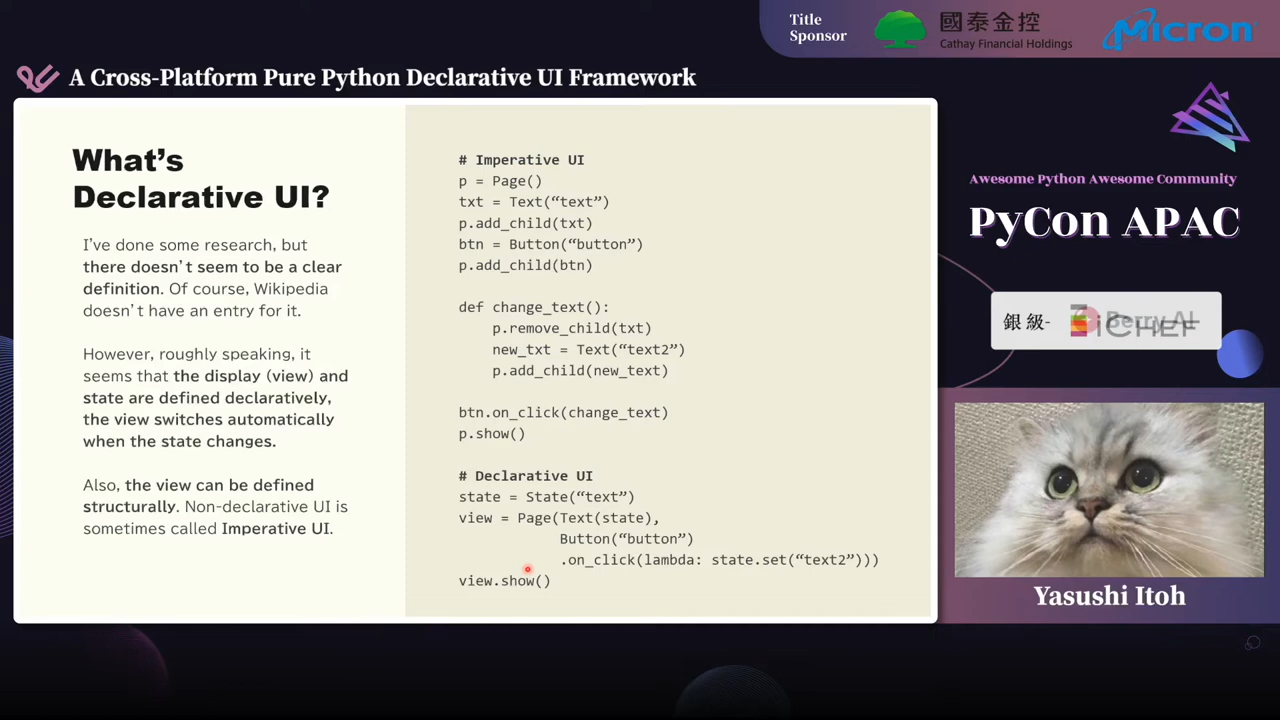 Title
Sponsor
國泰金控
Cathay Financial Holdings
Micron
A Cross-Platform Pure Python Declarative UI Framework
What's
Declarative UI?
I've done some research, but
there doesn't seem to be a clear
definition. Of course, Wikipedia
doesn't have an entry for it.
However, roughly speaking, it
seems that the display (view) and
state are defined declaratively,
the view switches automatically
when the state changes.
Also, the view can be defined
structurally. Non-declarative UI is
sometimes called Imperative UI.
# Imperative UI
p = Page()
txt = Text(“text”)
p.add_child(txt)
btn = Button(“button”)
p.add_child(btn)
def change_text():
    p.remove_child(txt)
    new_txt = Text(“text2”)
    p.add_child(new_text)
btn.on_click(change_text)
p.show()
# Declarative UI
state = State(“text”)
view = Page(Text(state),
            Button(“button”)
            .on_click(lambda: state.set(“text2”)))
view.show()
Awesome Python Awesome Community
PyCon APAC
銀級-
Berry AI
iCHEF
Yasushi Itoh